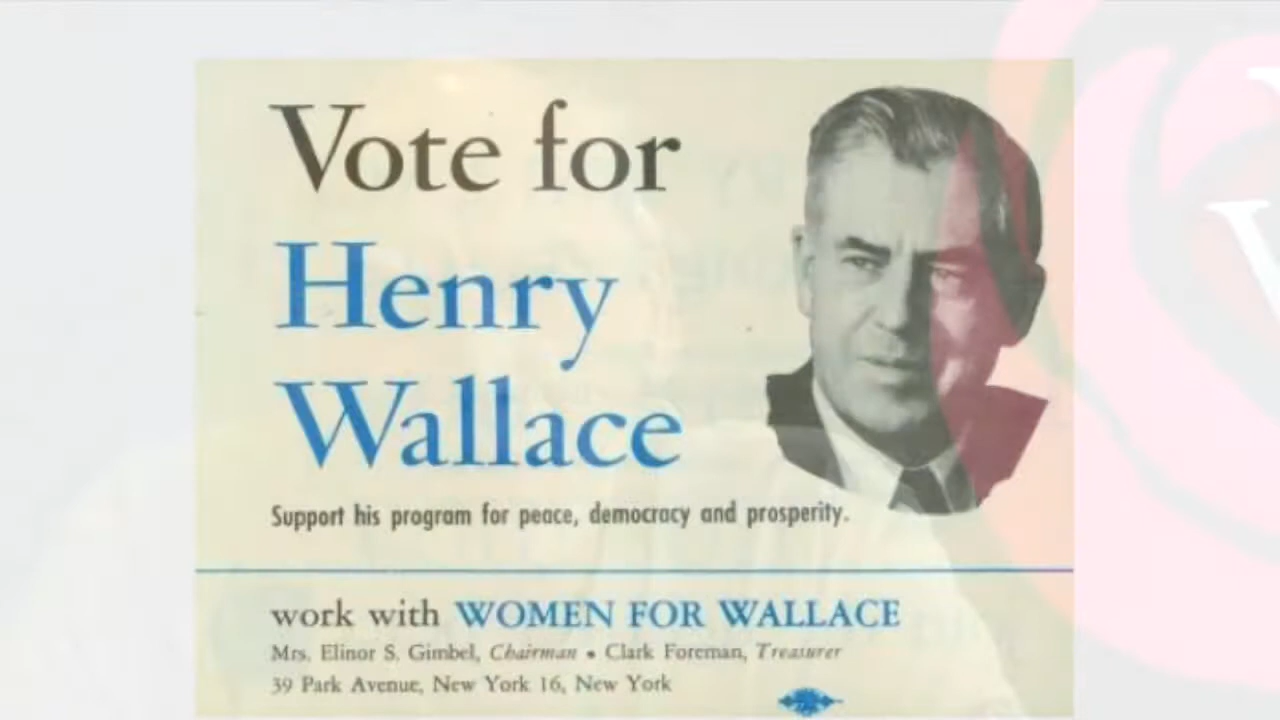 Vote for
Henry
Wallace
Support his program for peace, democracy and prosperity.
work with WOMEN FOR WALLACE
Mrs. Elinor S. Gimbel, Chairman • Clark Foreman, Treasurer
39 Park Avenue, New York 16, New York